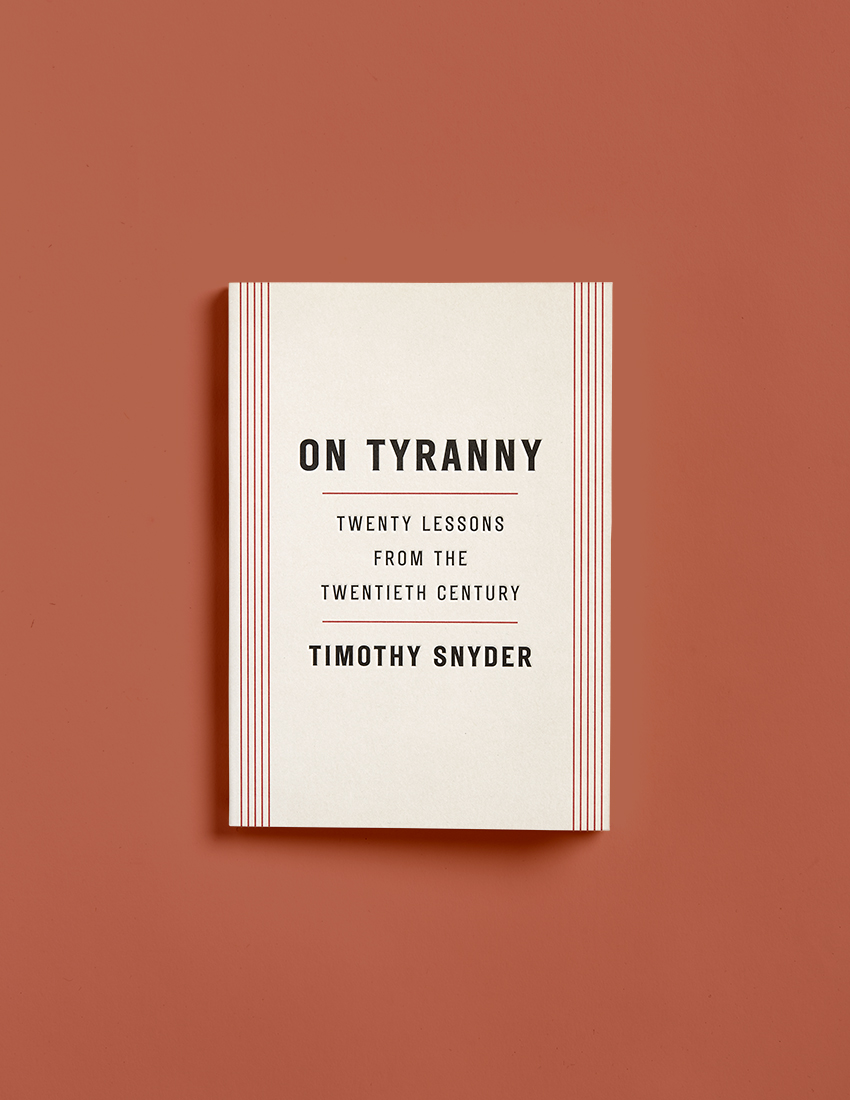 ON TYRANNY
TWENTY LESSONS
FROM THE
TWENTIETH CENTURY
TIMOTHY SNYDER